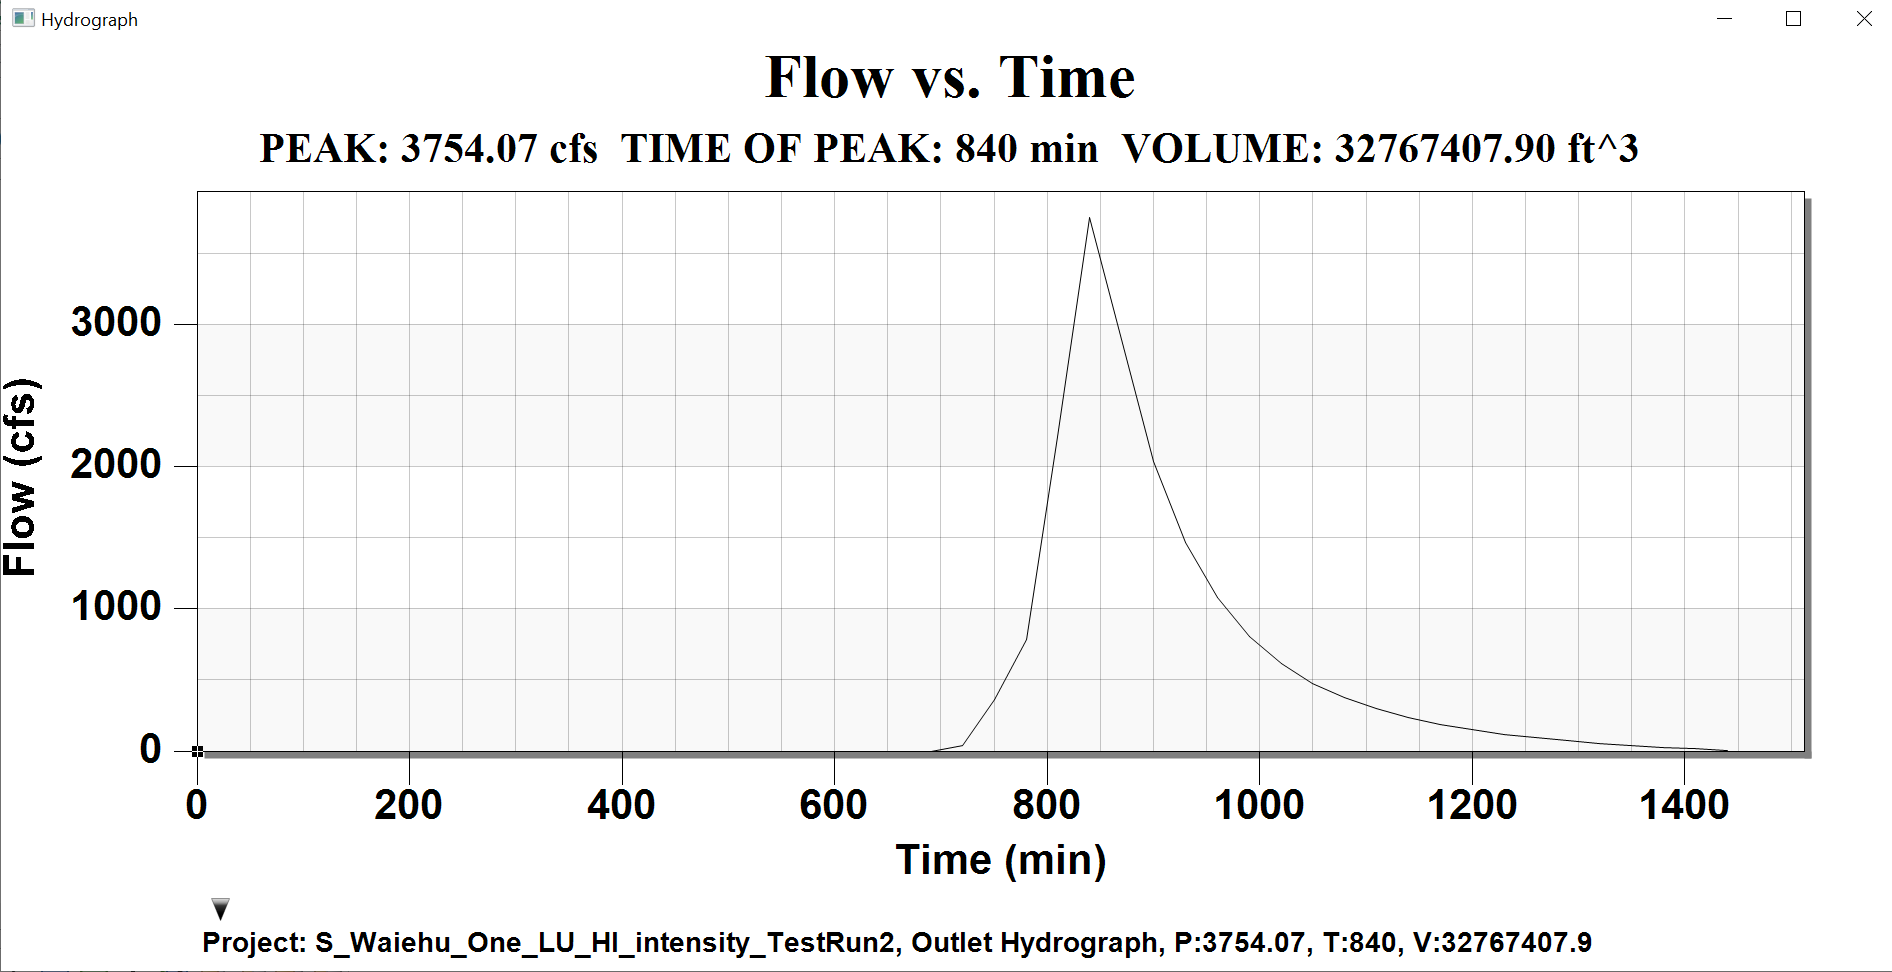 Hydrograph
Flow vs. Time
PEAK: 3754.07 cfs TIME OF PEAK: 840 min VOLUME: 32767407.90 ft^3
Flow (cfs)
3000
2000
1000
0
0 200 400 600 800 1000 1200 1400
Time (min)
Project: S_Waiehu_One_LU_HI_intensity_TestRun2, Outlet Hydrograph, P:3754.07, T:840, V:32767407.9